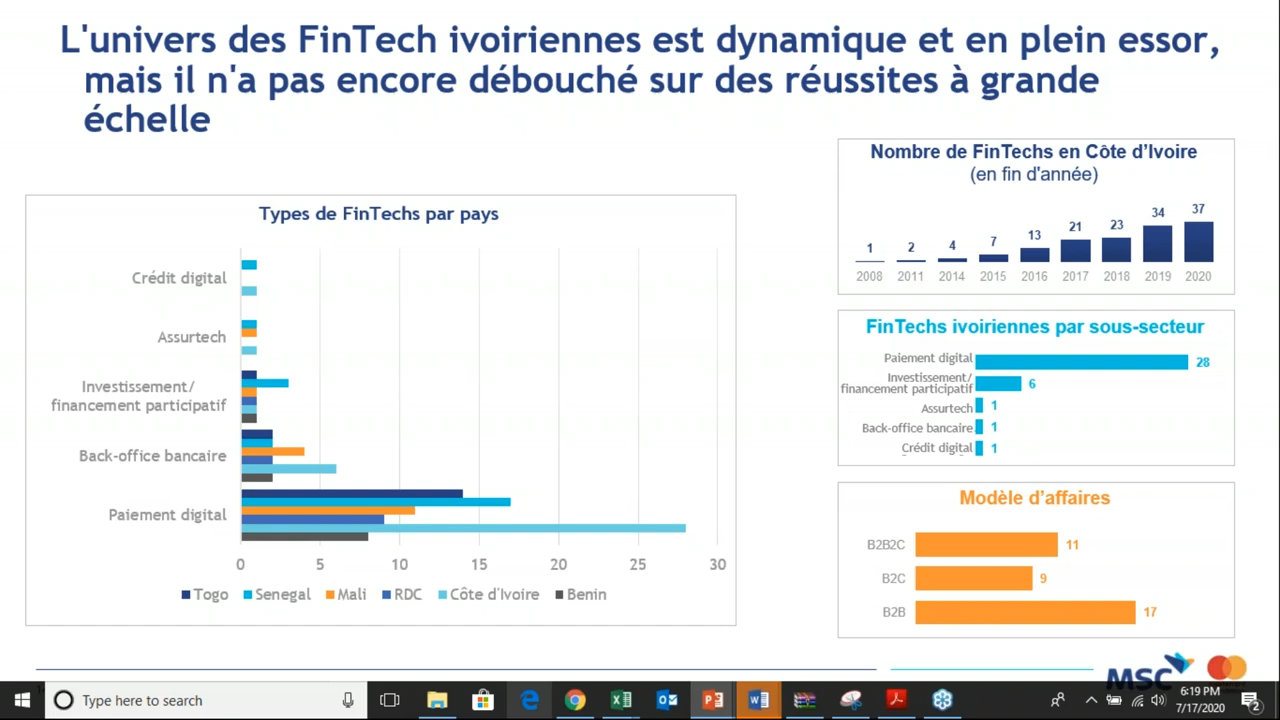 L'univers des FinTech ivoiriennes est dynamique et en plein essor,
mais il n'a pas encore débouché sur des réussites à grande
échelle
Types de FinTechs par pays
Crédit digital
Assurtech
Investissement/
financement participatif
Back-office bancaire
Paiement digital
0 5 10 15 20 25 30
Togo Senegal Mali RDC Côte d'Ivoire Benin
Nombre de FinTechs en Côte d'Ivoire
(en fin d'année)
1 2 4 7 13 21 23 34 37
2008 2011 2014 2015 2016 2017 2018 2019 2020
FinTechs ivoiriennes par sous-secteur
Paiement digital 28
Investissement/
financement participatif 6
Assurtech 1
Back-office bancaire 1
Crédit digital 1
Modèle d'affaires
B2B2C 11
B2C 9
B2B 17
MSC
Type here to search
6:19 PM
7/17/2020
2